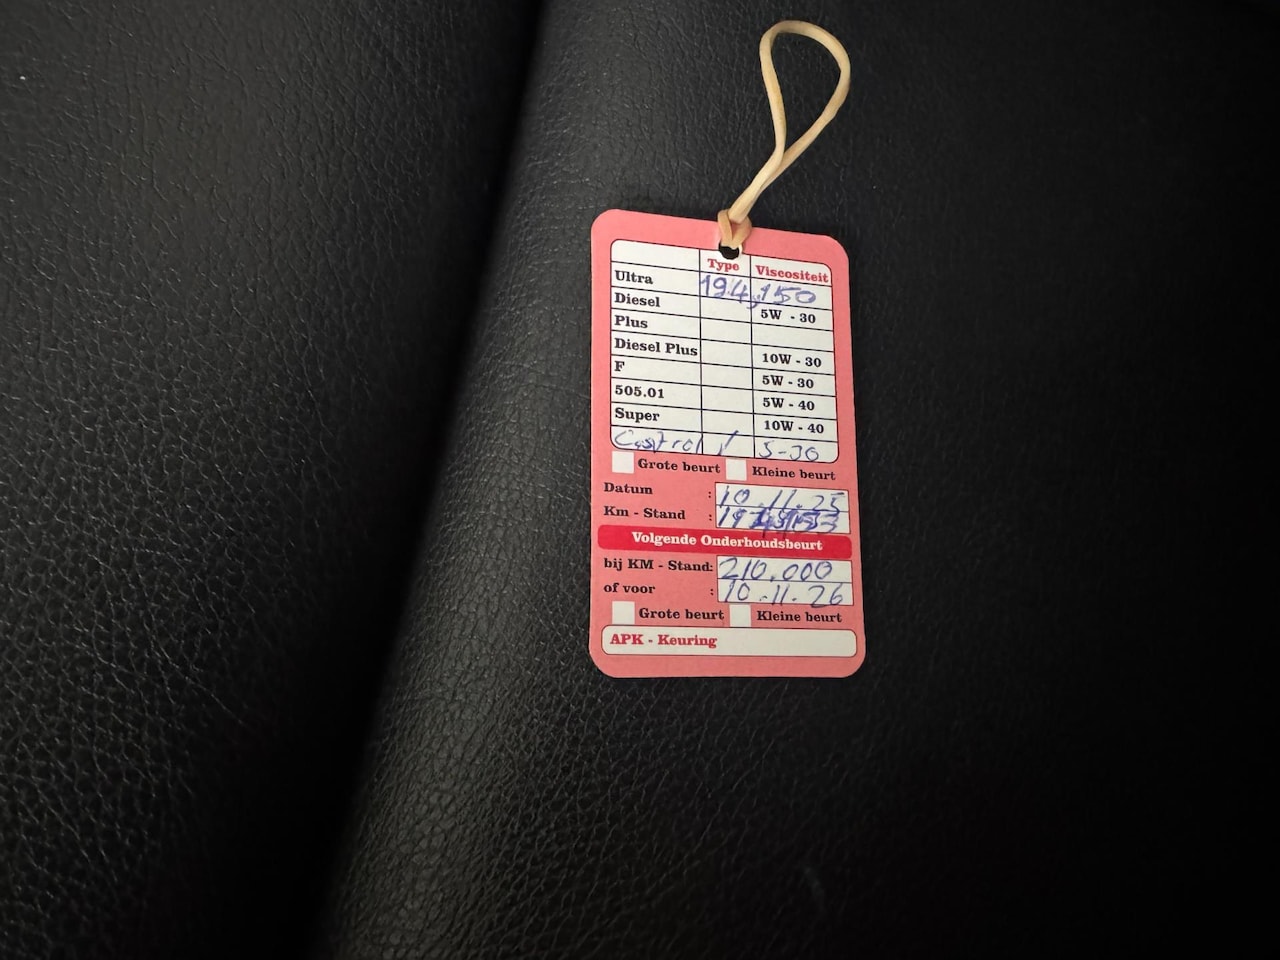 Type Viscositeit
Ultra 194,150
Diesel 5W - 30
Plus
Diesel Plus 10W - 30
F 5W - 30
505.01 5W - 40
Super 10W - 40
Castrol / 5-30
Grote beurt Kleine beurt
Datum : 10.11.25
Km - Stand :
Volgende Onderhoudsbeurt
bij KM - Stand: 210.000
of voor : 10.11.26
Grote beurt Kleine beurt
APK - Keuring